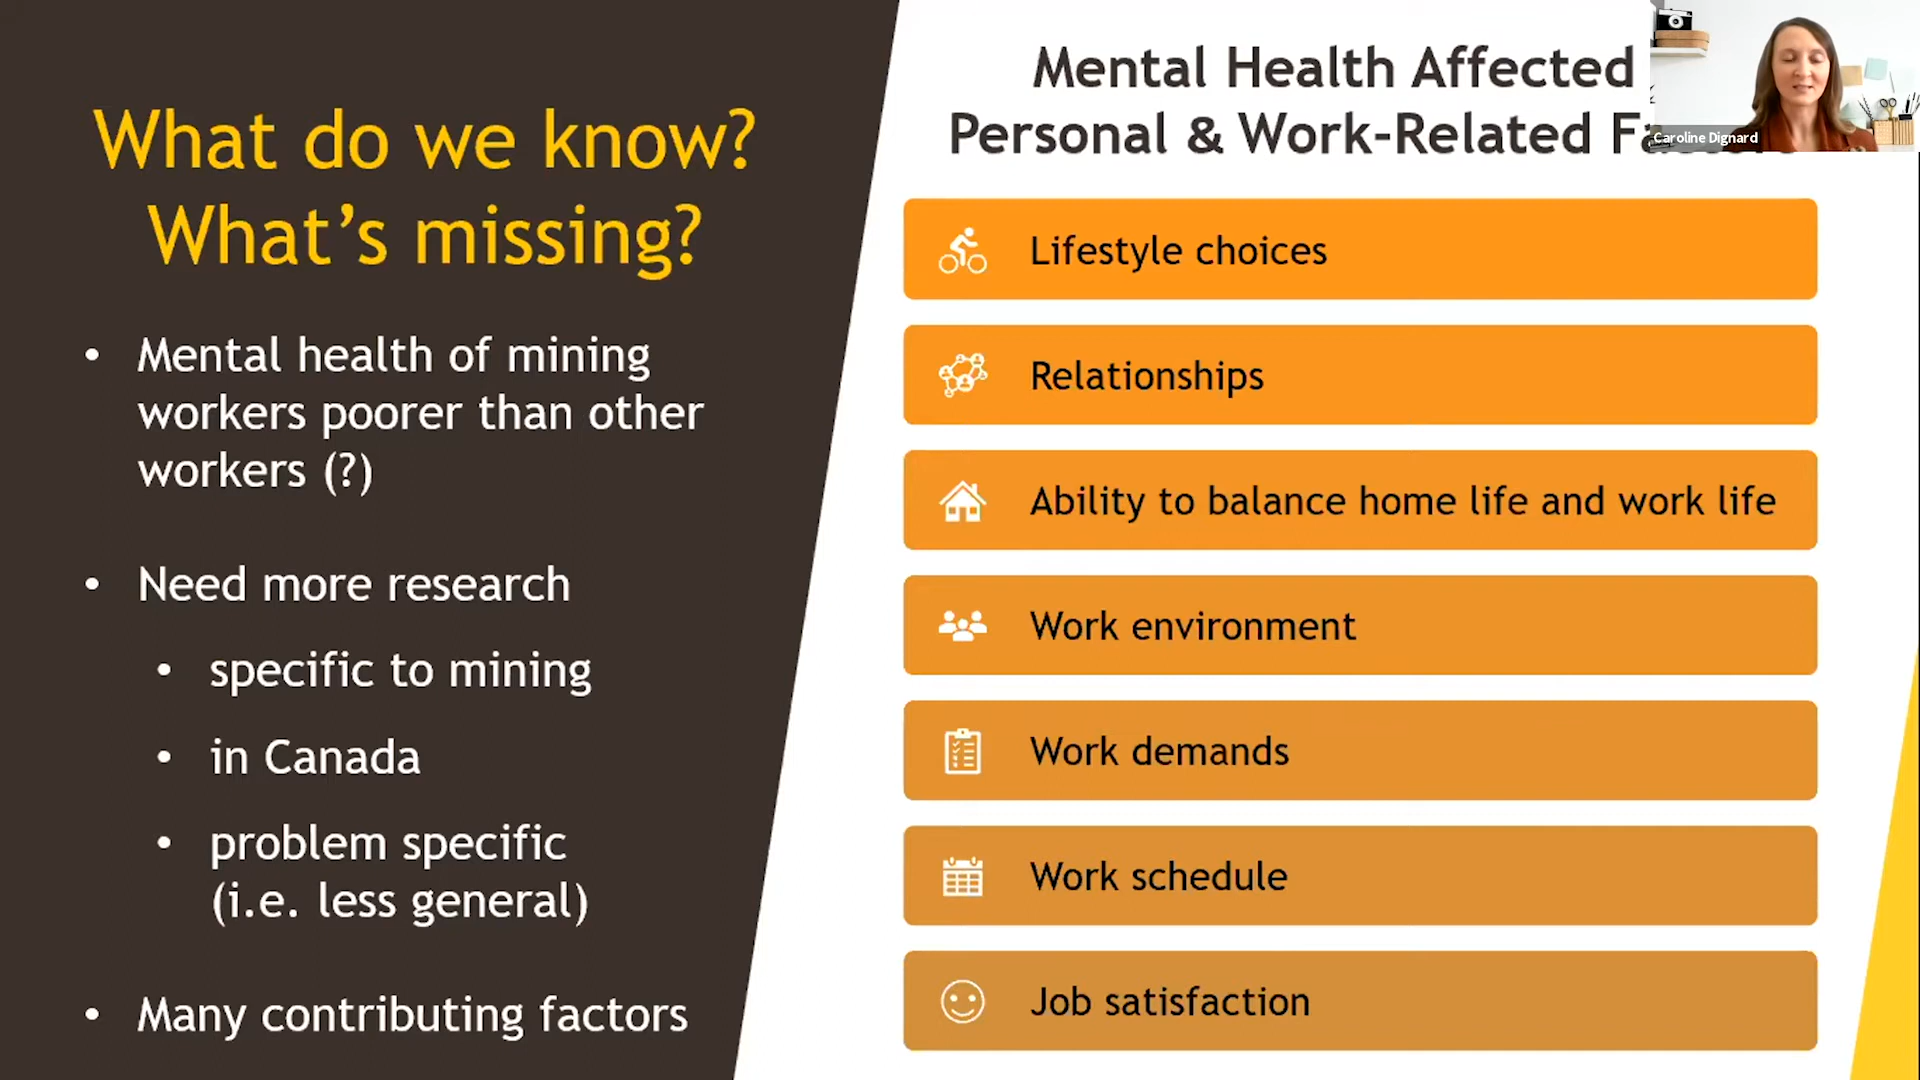 What do we know?
What's missing?
• Mental health of mining
workers poorer than other
workers (?)
• Need more research
• specific to mining
• in Canada
• problem specific
(i.e. less general)
• Many contributing factors
Mental Health Affected
Personal & Work-Related
Caroline Dignard
Lifestyle choices
Relationships
Ability to balance home life and work life
Work environment
Work demands
Work schedule
Job satisfaction